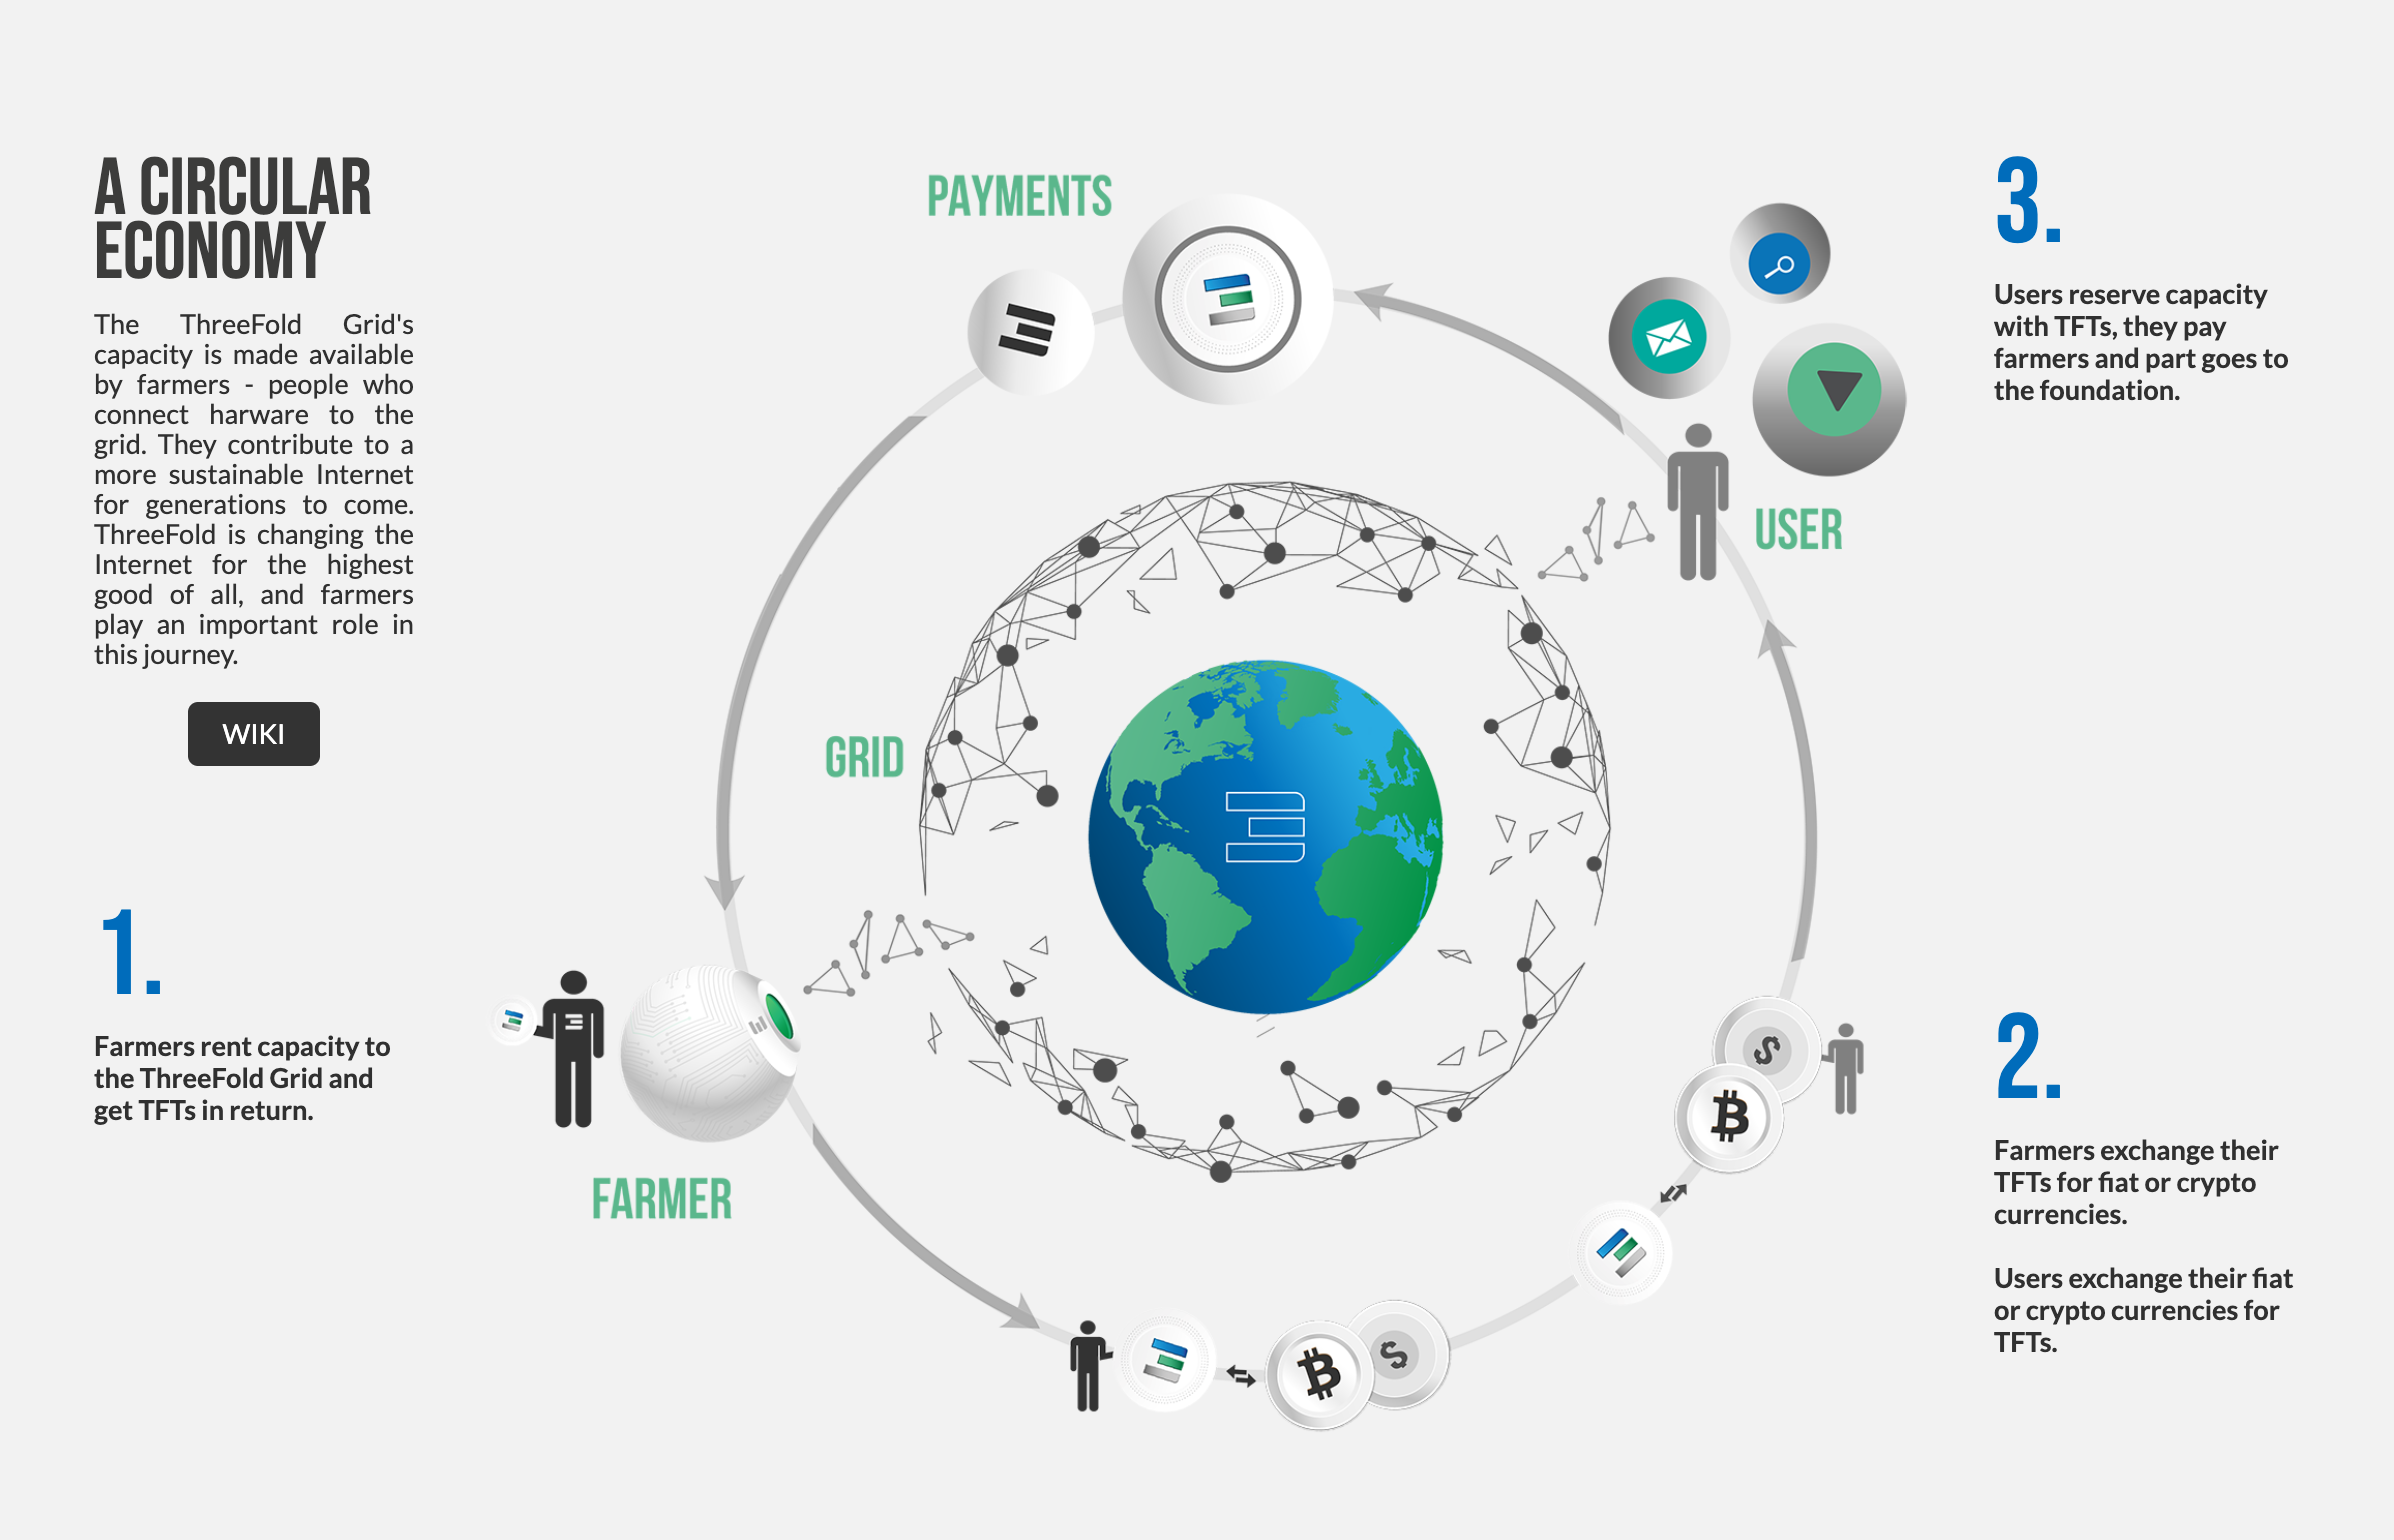 A CIRCULAR
ECONOMY
The ThreeFold Grid's
capacity is made available
by farmers - people who
connect harware to the
grid. They contribute to a
more sustainable Internet
for generations to come.
ThreeFold is changing the
Internet for the highest
good of all, and farmers
play an important role in
this journey.
WIKI
1.
Farmers rent capacity to
the ThreeFold Grid and
get TFTs in return.
PAYMENTS
GRID
FARMER
USER
3.
Users reserve capacity
with TFTs, they pay
farmers and part goes to
the foundation.
2.
Farmers exchange their
TFTs for fiat or crypto
currencies.
Users exchange their fiat
or crypto currencies for
TFTs.